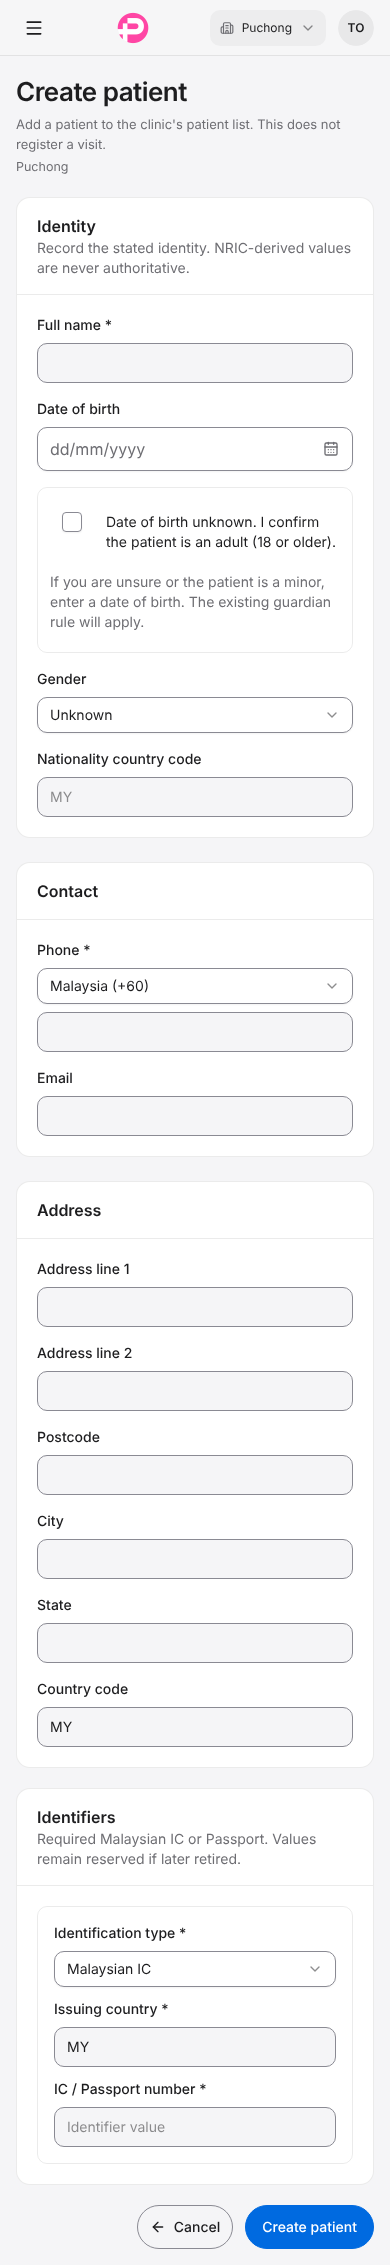 Puchong
TO
Create patient
Add a patient to the clinic's patient list. This does not
register a visit.
Puchong
Identity
Record the stated identity. NRIC-derived values
are never authoritative.
Full name *
Date of birth
dd/mm/yyyy
Date of birth unknown. I confirm
the patient is an adult (18 or older).
If you are unsure or the patient is a minor,
enter a date of birth. The existing guardian
rule will apply.
Gender
Unknown
Nationality country code
MY
Contact
Phone *
Malaysia (+60)
Email
Address
Address line 1
Address line 2
Postcode
City
State
Country code
MY
Identifiers
Required Malaysian IC or Passport. Values
remain reserved if later retired.
Identification type *
Malaysian IC
Issuing country *
MY
IC / Passport number *
Identifier value
Cancel
Create patient